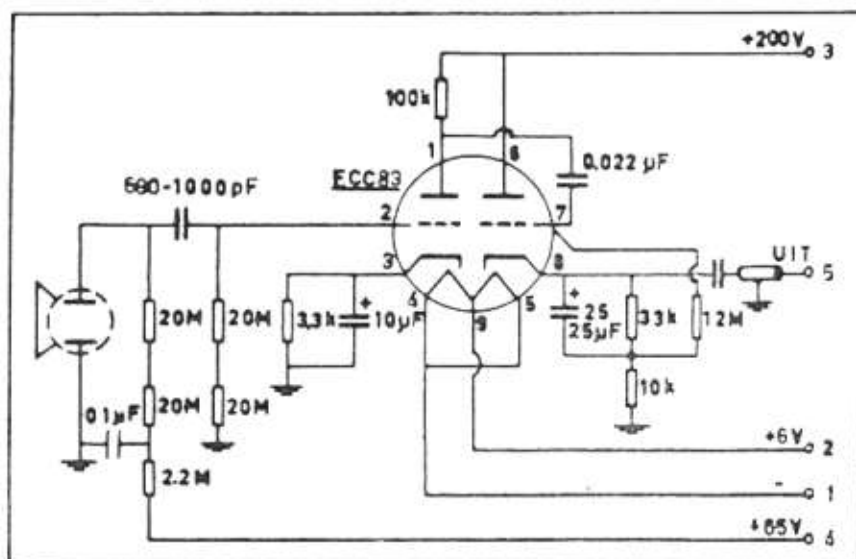 +200V 3
100k
1 6
0.022 µF
ECC83
680-1000pF
2 7
3 8
UIT
5
4 9 5
3,3k
+
10µF
+
25
25µF
33k
12M
20M 20M
20M 20M
10k
0.1µF
2.2M
+6V 2
- 1
+65V 4